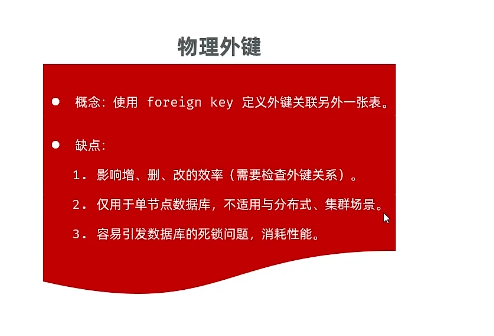 物理外键
● 概念：使用 foreign key 定义外键关联另外一张表。
● 缺点：
1. 影响增、删、改的效率（需要检查外键关系）。
2. 仅用于单节点数据库，不适用与分布式、集群场景。
3. 容易引发数据库的死锁问题，消耗性能。